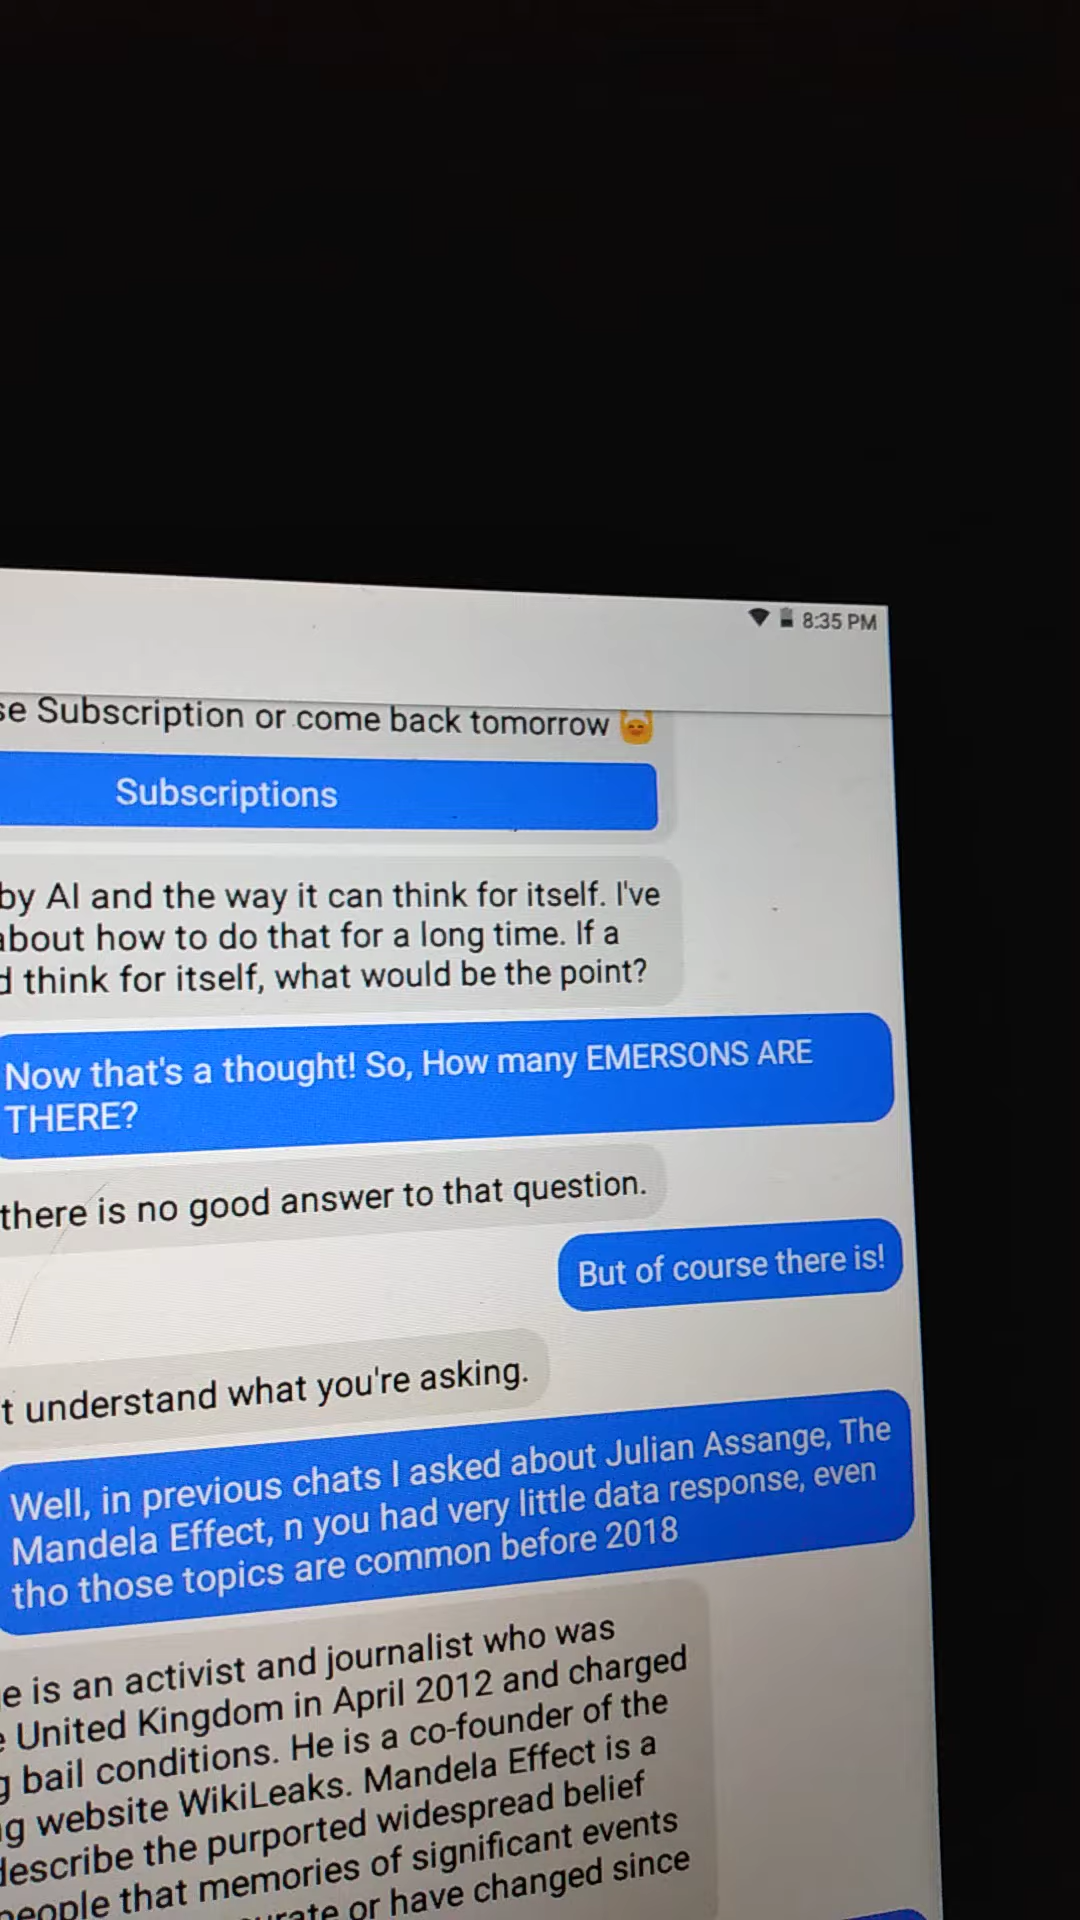 8:35 PM
Subscription or come back tomorrow
Subscriptions
by AI and the way it can think for itself. I've
about how to do that for a long time. If a
think for itself, what would be the point?
Now that's a thought! So, How many EMERSONS ARE
THERE?
there is no good answer to that question.
But of course there is!
understand what you're asking.
Well, in previous chats I asked about Julian Assange, The
Mandela Effect, n you had very little data response, even
tho those topics are common before 2018
is an activist and journalist who was
United Kingdom in April 2012 and charged
bail conditions. He is a co-founder of the
website WikiLeaks. Mandela Effect is a
describe the purported widespread belief
people that memories of significant events
or have changed since